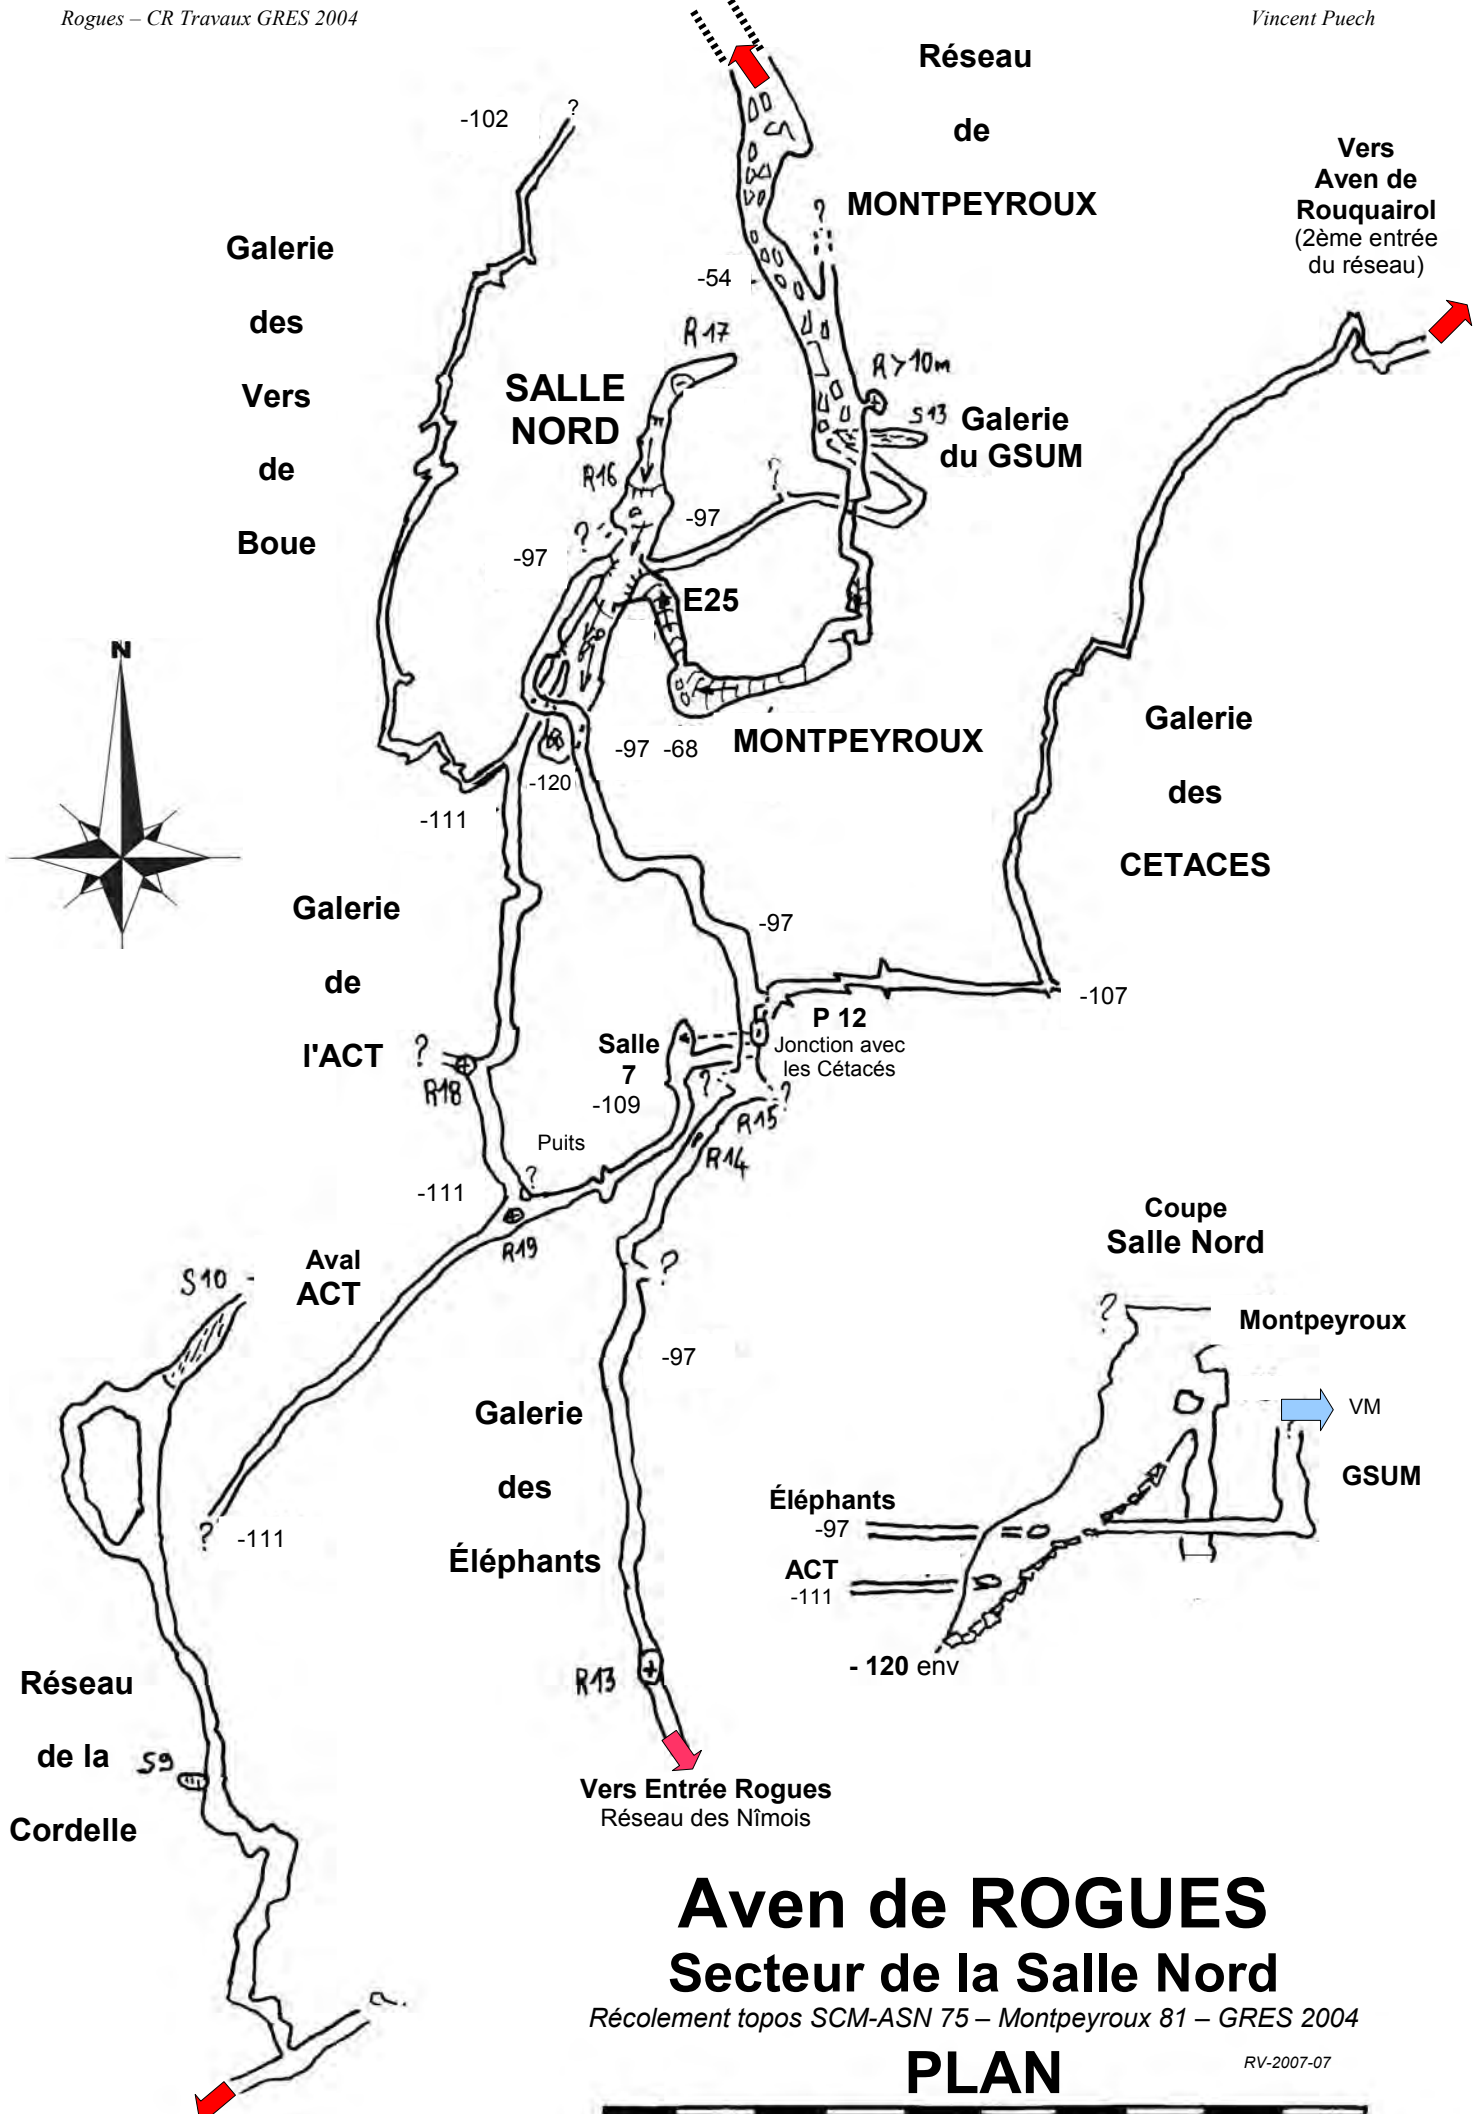 Rogues – CR Travaux GRES 2004
Vincent Puech
Réseau
de
MONTPEYROUX
-102
?
Vers
Aven de
Rouquairol
(2ème entrée
du réseau)
?
Galerie
des
Vers
de
Boue
-54
R17
SALLE
NORD
R>10m
S13
Galerie
du GSUM
R16
?
?
-97
-97
E25
N
-97 -68
MONTPEYROUX
-120
-111
Galerie
des
CETACES
Galerie
de
l'ACT
-97
-107
P 12
Jonction avec
les Cétacés
Salle
7
-109
?
R18
?
?
R15
R14
Puits
?
-111
R19
Aval
ACT
S10
?
-97
Coupe
Salle Nord
?
Montpeyroux
VM
?
GSUM
Éléphants
-97
ACT
-111
- 120 env
Galerie
des
Éléphants
?
-111
Réseau
de la
Cordelle
S9
R13
Vers Entrée Rogues
Réseau des Nîmois
Aven de ROGUES
Secteur de la Salle Nord
Récolement topos SCM-ASN 75 – Montpeyroux 81 – GRES 2004
PLAN
RV-2007-07